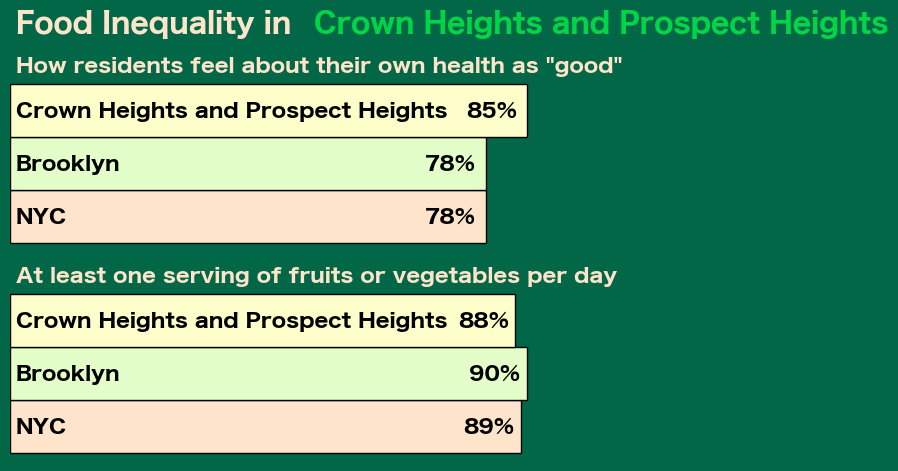 Food Inequality in Crown Heights and Prospect Heights
How residents feel about their own health as "good"
Crown Heights and Prospect Heights 85%
Brooklyn 78%
NYC 78%
At least one serving of fruits or vegetables per day
Crown Heights and Prospect Heights 88%
Brooklyn 90%
NYC 89%